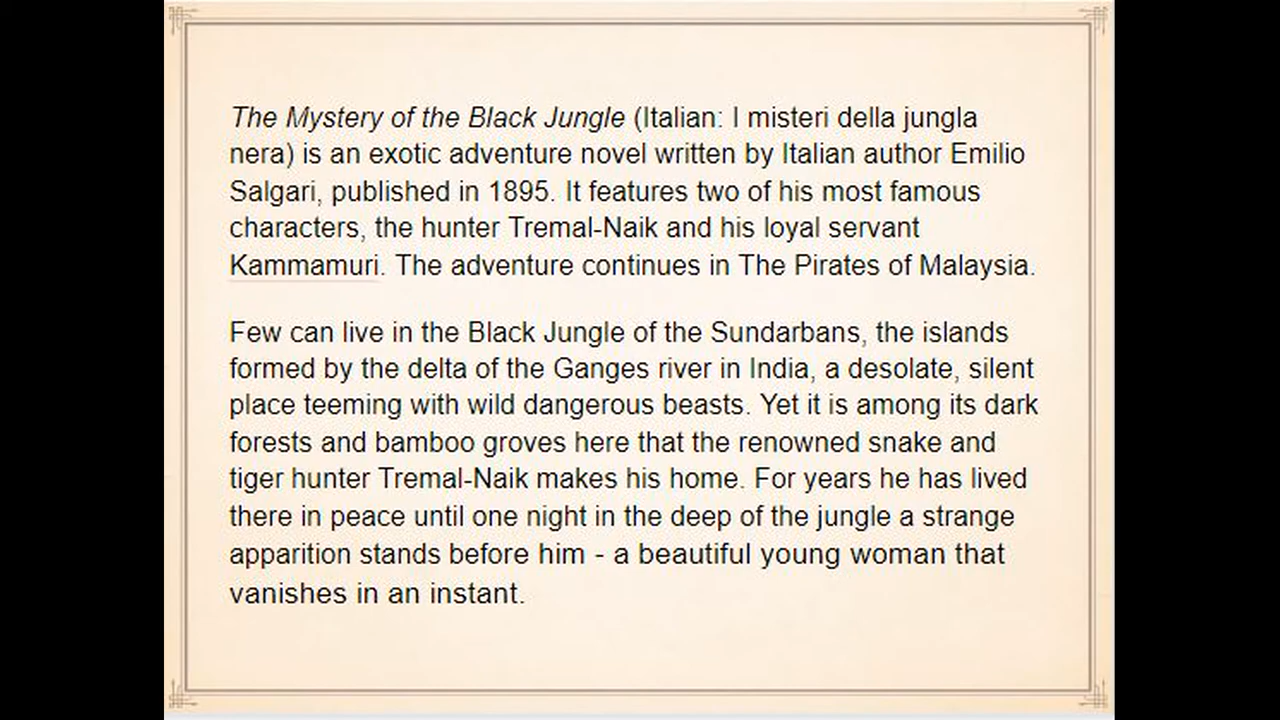 The Mystery of the Black Jungle (Italian: I misteri della jungla
nera) is an exotic adventure novel written by Italian author Emilio
Salgari, published in 1895. It features two of his most famous
characters, the hunter Tremal-Naik and his loyal servant
Kammamuri. The adventure continues in The Pirates of Malaysia.
Few can live in the Black Jungle of the Sundarbans, the islands
formed by the delta of the Ganges river in India, a desolate, silent
place teeming with wild dangerous beasts. Yet it is among its dark
forests and bamboo groves here that the renowned snake and
tiger hunter Tremal-Naik makes his home. For years he has lived
there in peace until one night in the deep of the jungle a strange
apparition stands before him - a beautiful young woman that
vanishes in an instant.